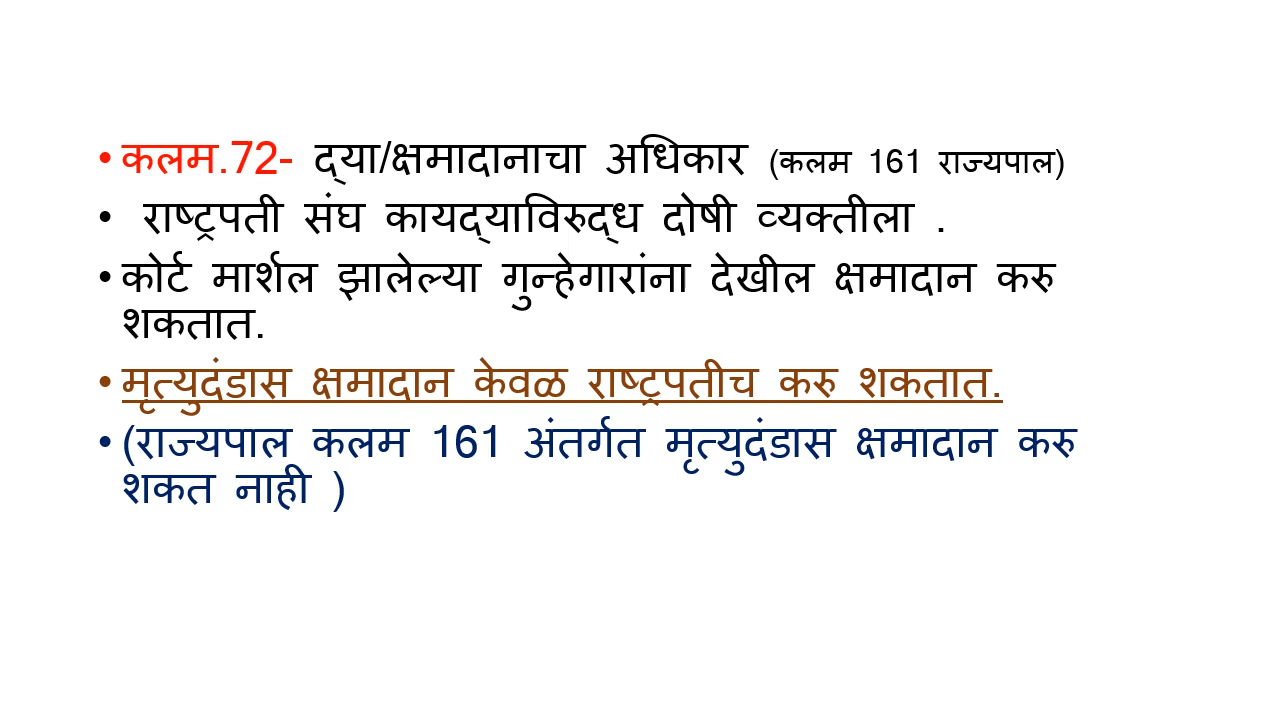 • कलम.72- द्‌या/क्षमादानाचा अधिकार (कलम 161 राज्यपाल)
• राष्ट्रपती संघ कायद्‌याविरुद्‌ध दोषी व्यक्तीला .
• कोर्ट मार्शल झालेल्या गुन्हेगारांना देखील क्षमादान करु
शकतात.
• मृत्युदंडास क्षमादान केवळ राष्ट्रपतीच करु शकतात.
• (राज्यपाल कलम 161 अंतर्गत मृत्युदंडास क्षमादान करु
शकत नाही )